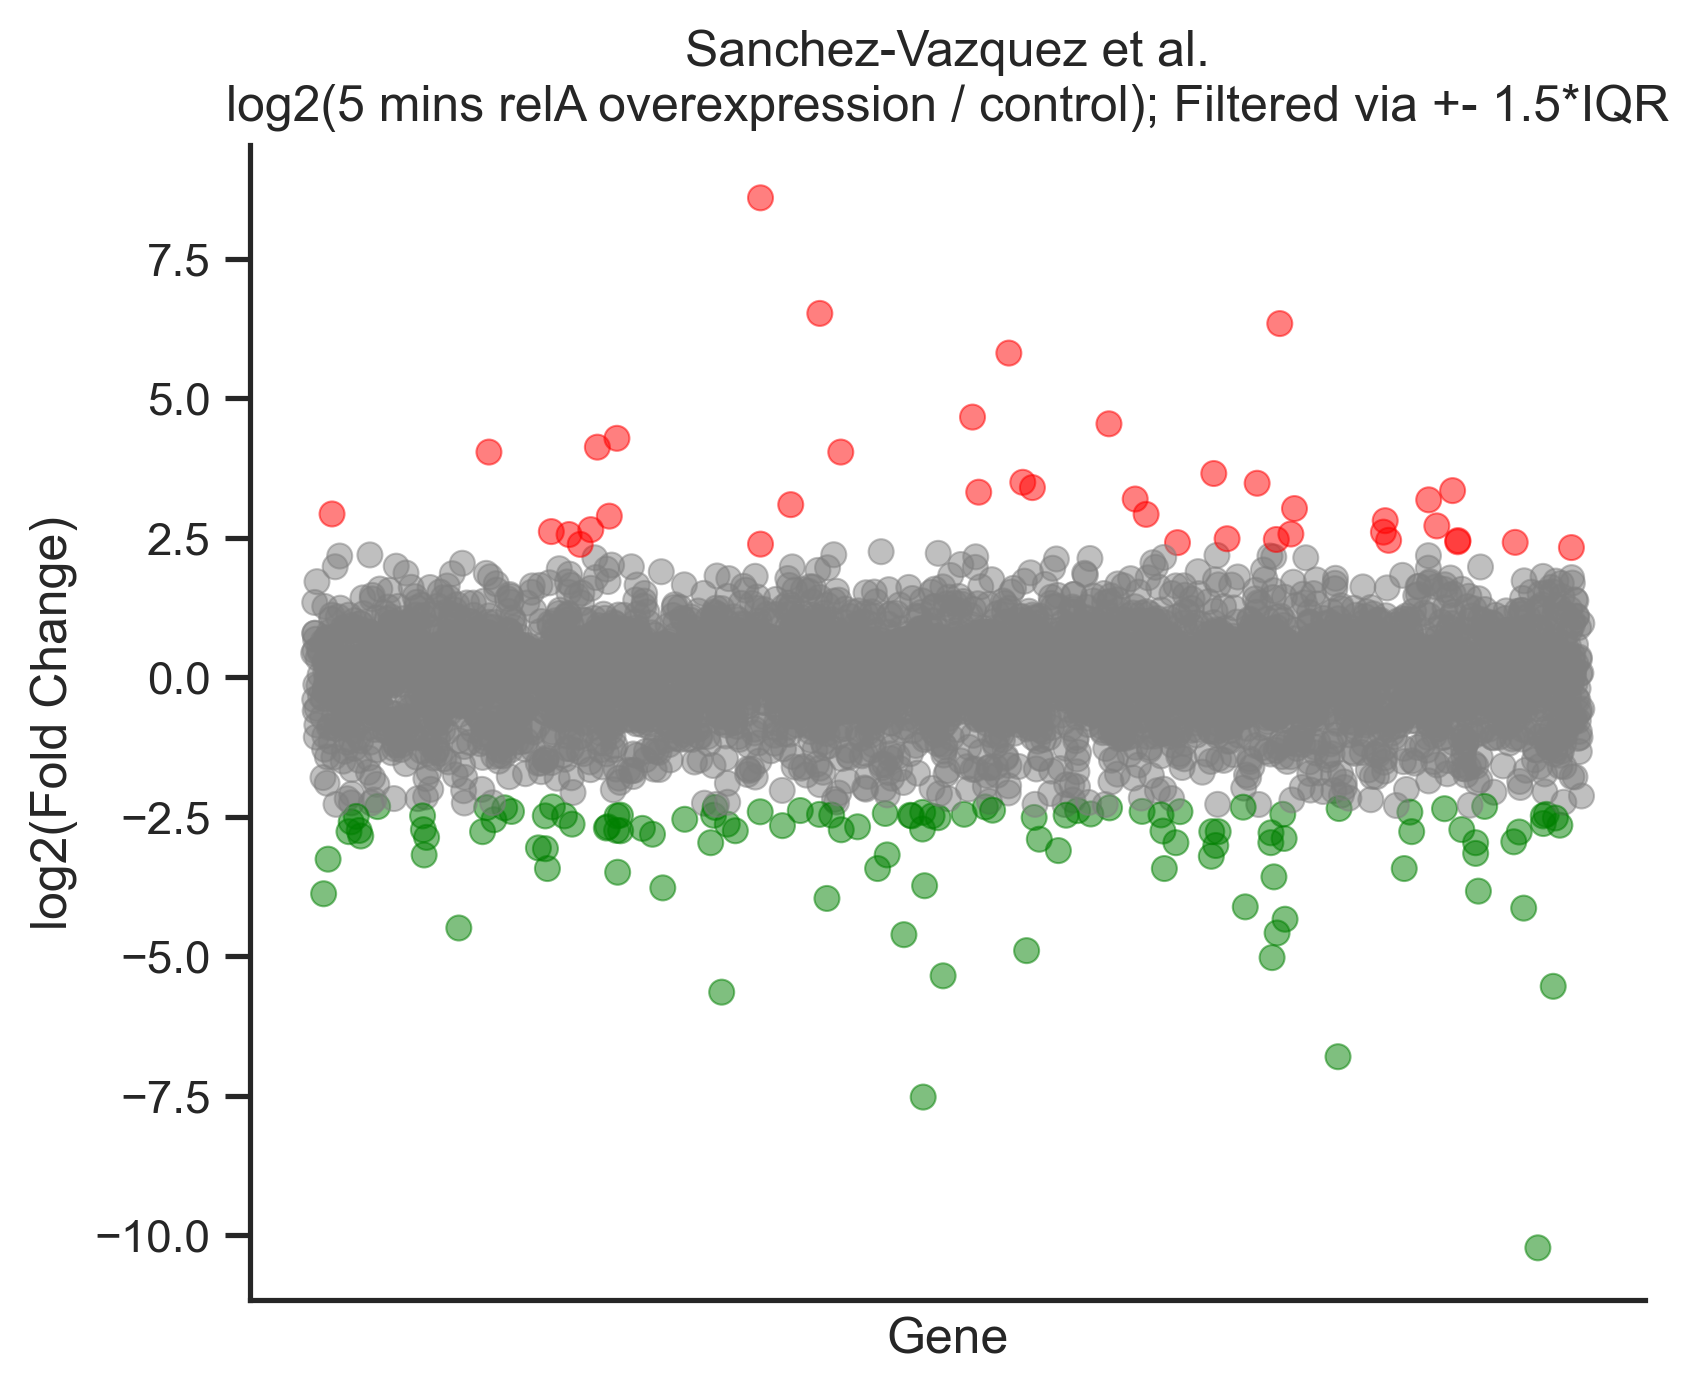 Sanchez-Vazquez et al.
log2(5 mins relA overexpression / control); Filtered via +- 1.5*IQR
7.5
5.0
2.5
0.0
−2.5
−5.0
−7.5
−10.0
log2(Fold Change)
Gene